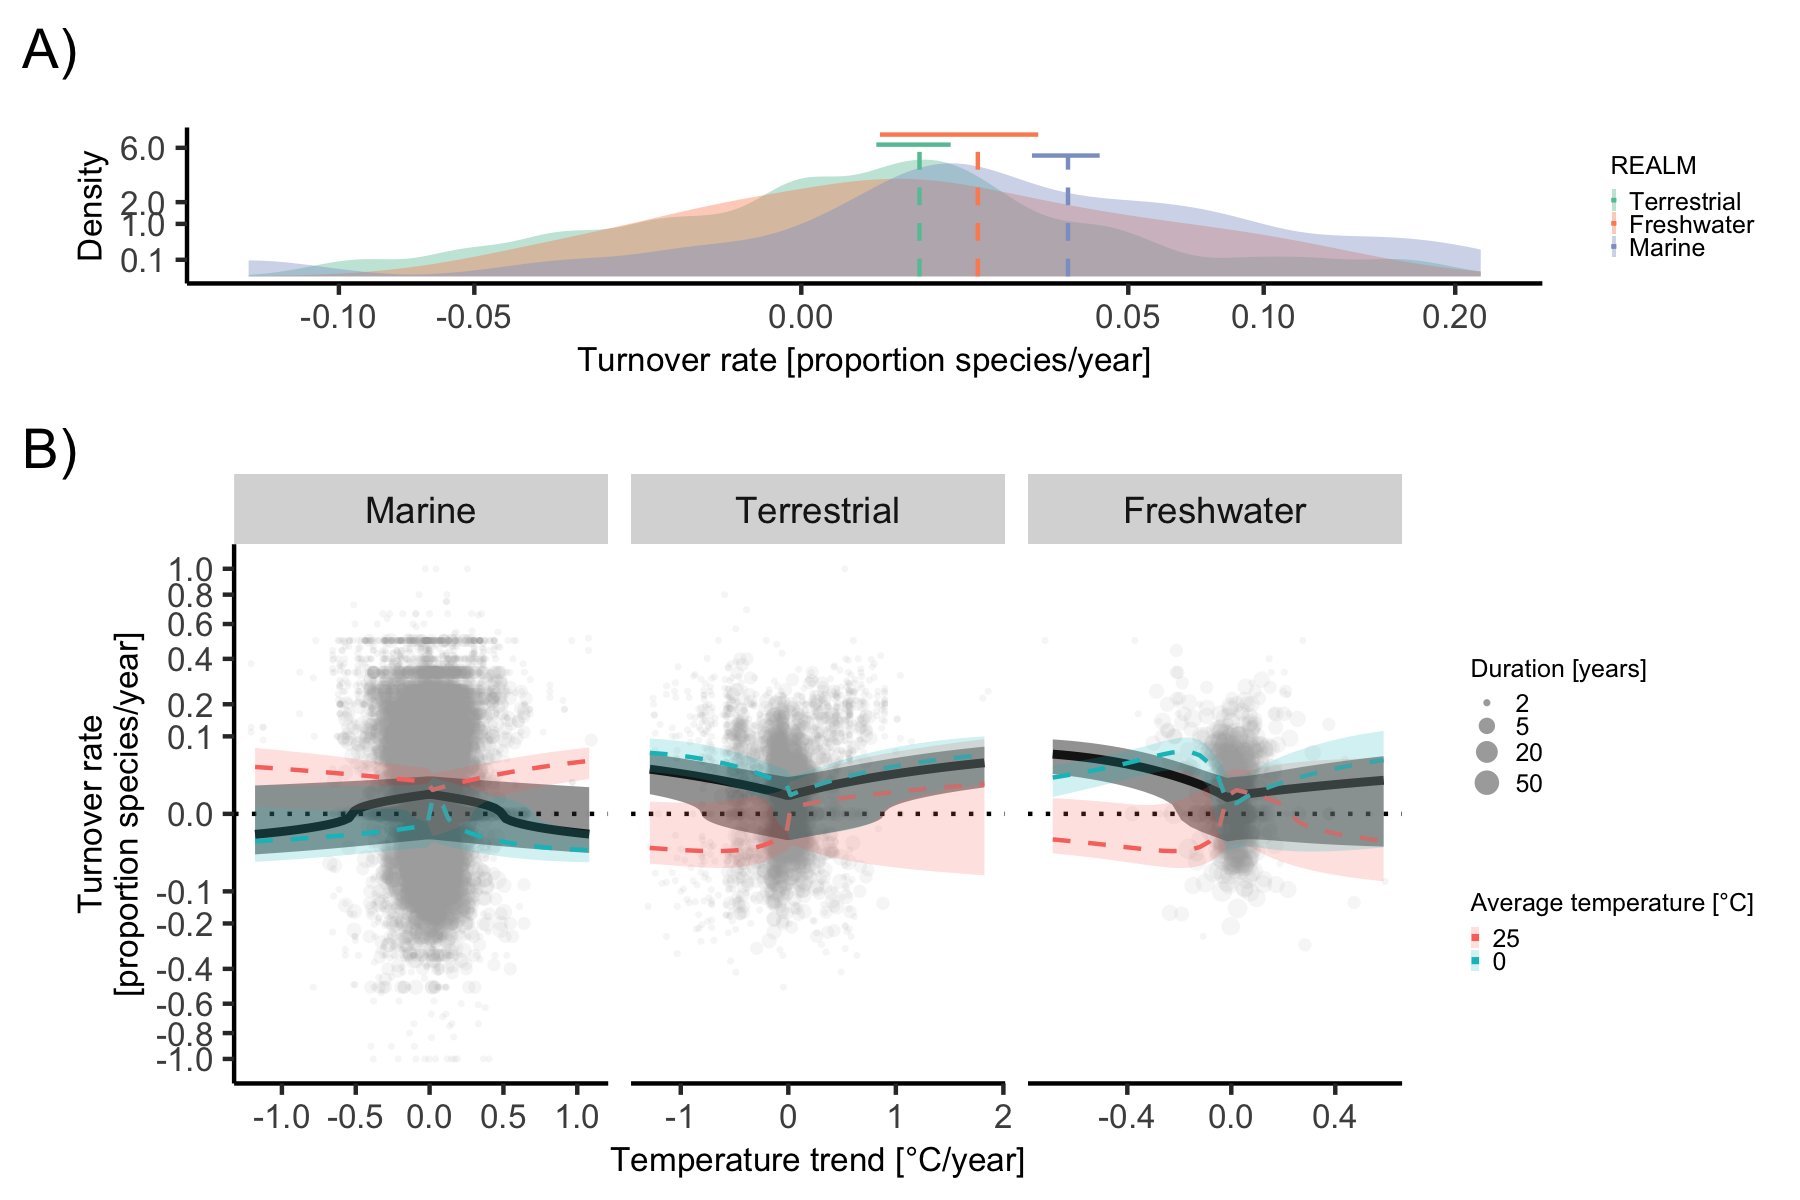 A)
6.0
2.0
1.0
0.1
Density
-0.10 -0.05 0.00 0.05 0.10 0.20
Turnover rate [proportion species/year]
REALM
Terrestrial
Freshwater
Marine
B)
Marine Terrestrial Freshwater
1.0
0.8
0.6
0.4
0.2
0.1
0.0
-0.1
-0.2
-0.4
-0.6
-0.8
-1.0
Turnover rate
[proportion species/year]
-1.0 -0.5 0.0 0.5 1.0 -1 0 1 2 -0.4 0.0 0.4
Temperature trend [°C/year]
Duration [years]
2
5
20
50
Average temperature [°C]
25
0